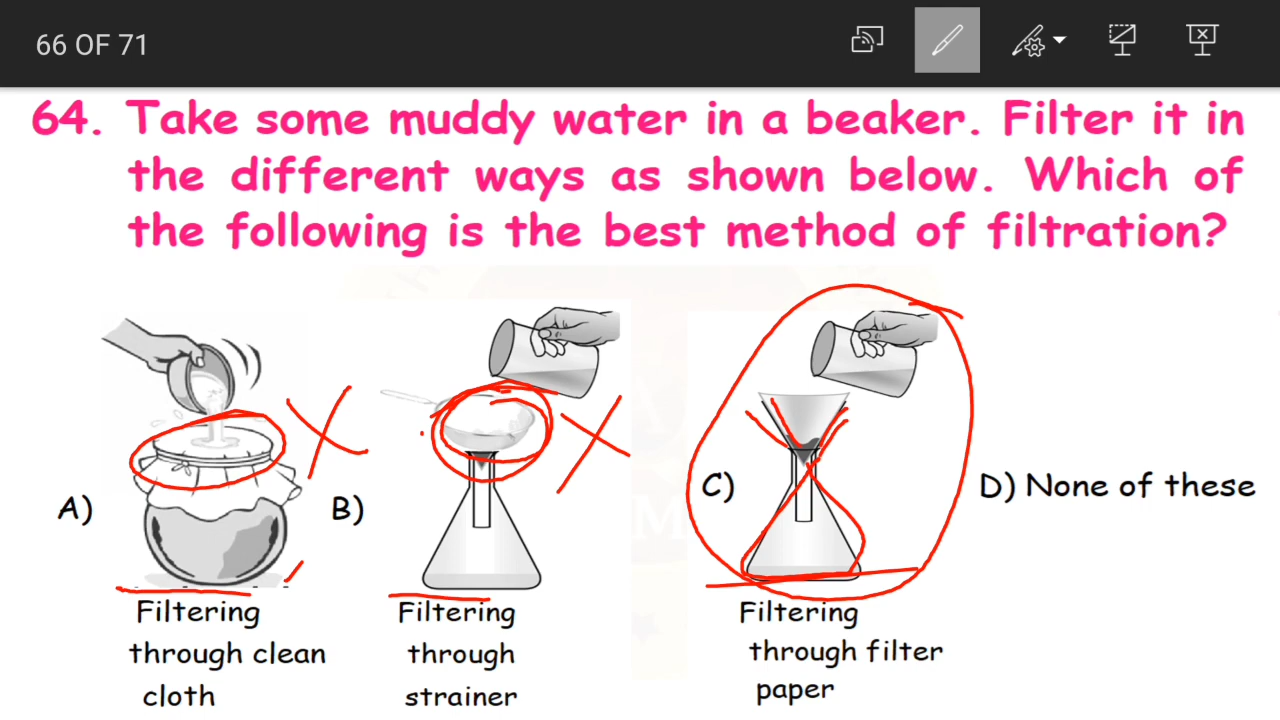 66 OF 71
64. Take some muddy water in a beaker. Filter it in
the different ways as shown below. Which of
the following is the best method of filtration?
A)
B)
C)
D) None of these
Filtering
through clean
cloth
Filtering
through
strainer
Filtering
through filter
paper